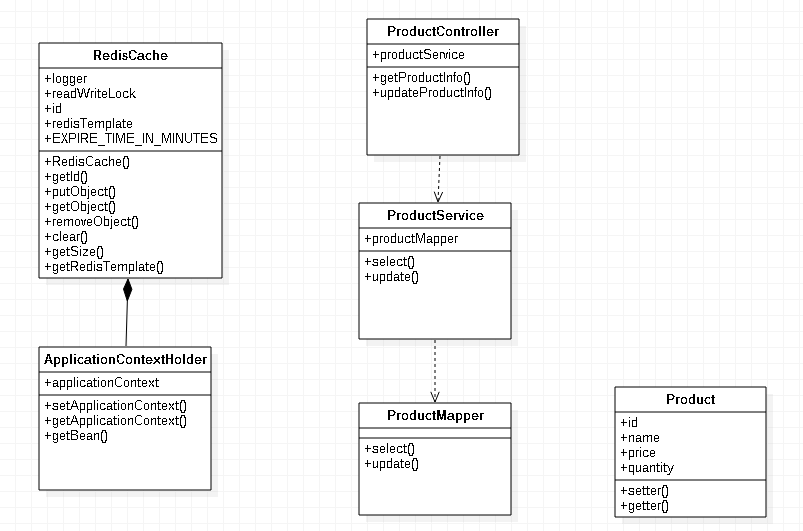 RedisCache
+logger
+readWriteLock
+id
+redisTemplate
+EXPIRE_TIME_IN_MINUTES
+RedisCache()
+getId()
+putObject()
+getObject()
+removeObject()
+clear()
+getSize()
+getRedisTemplate()
ApplicationContextHolder
+applicationContext
+setApplicationContext()
+getApplicationContext()
+getBean()
ProductController
+productService
+getProductInfo()
+updateProductInfo()
ProductService
+productMapper
+select()
+update()
ProductMapper
+select()
+update()
Product
+id
+name
+price
+quantity
+setter()
+getter()